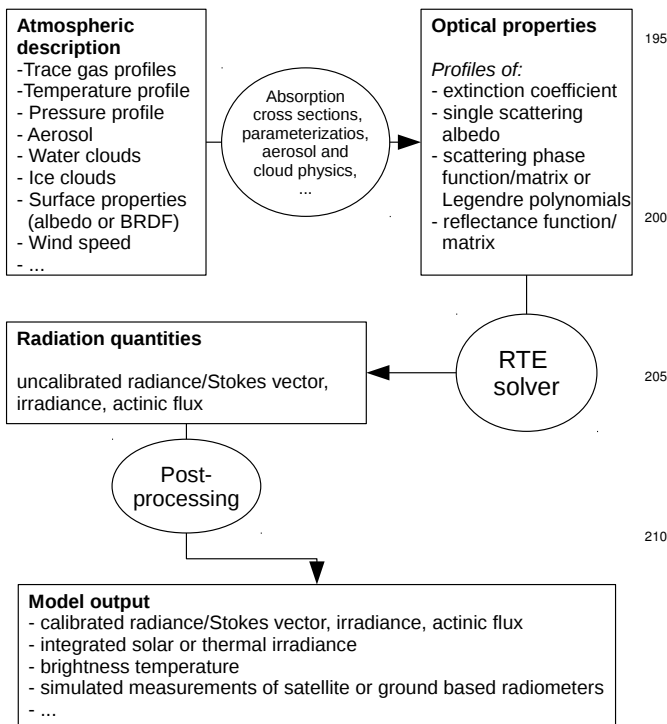 Atmospheric
description
-Trace gas profiles
-Temperature profile
- Pressure profile
- Aerosol
- Water clouds
- Ice clouds
- Surface properties
(albedo or BRDF)
- Wind speed
- ...
Absorption
cross sections,
parameterizatios,
aerosol and
cloud physics,
...
Optical properties
Profiles of:
- extinction coefficient
- single scattering
albedo
- scattering phase
function/matrix or
Legendre polynomials
- reflectance function/
matrix
195
200
RTE
solver
Radiation quantities
uncalibrated radiance/Stokes vector,
irradiance, actinic flux
205
Post-
processing
210
Model output
- calibrated radiance/Stokes vector, irradiance, actinic flux
- integrated solar or thermal irradiance
- brightness temperature
- simulated measurements of satellite or ground based radiometers
- ...